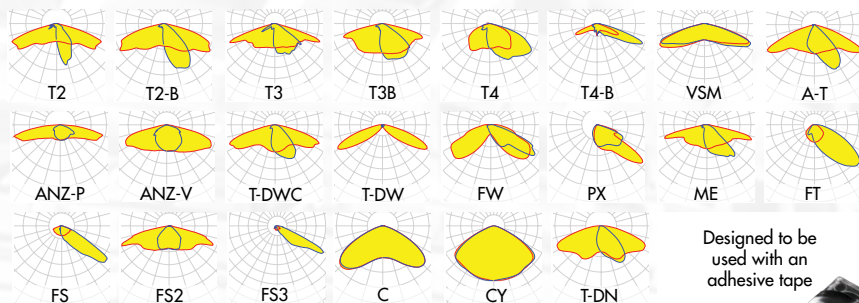 T2 T2-B T3 T3B T4 T4-B VSM A-T
ANZ-P ANZ-V T-DWC T-DW FW PX ME FT
FS FS2 FS3 C CY T-DN
Designed to be
used with an
adhesive tape